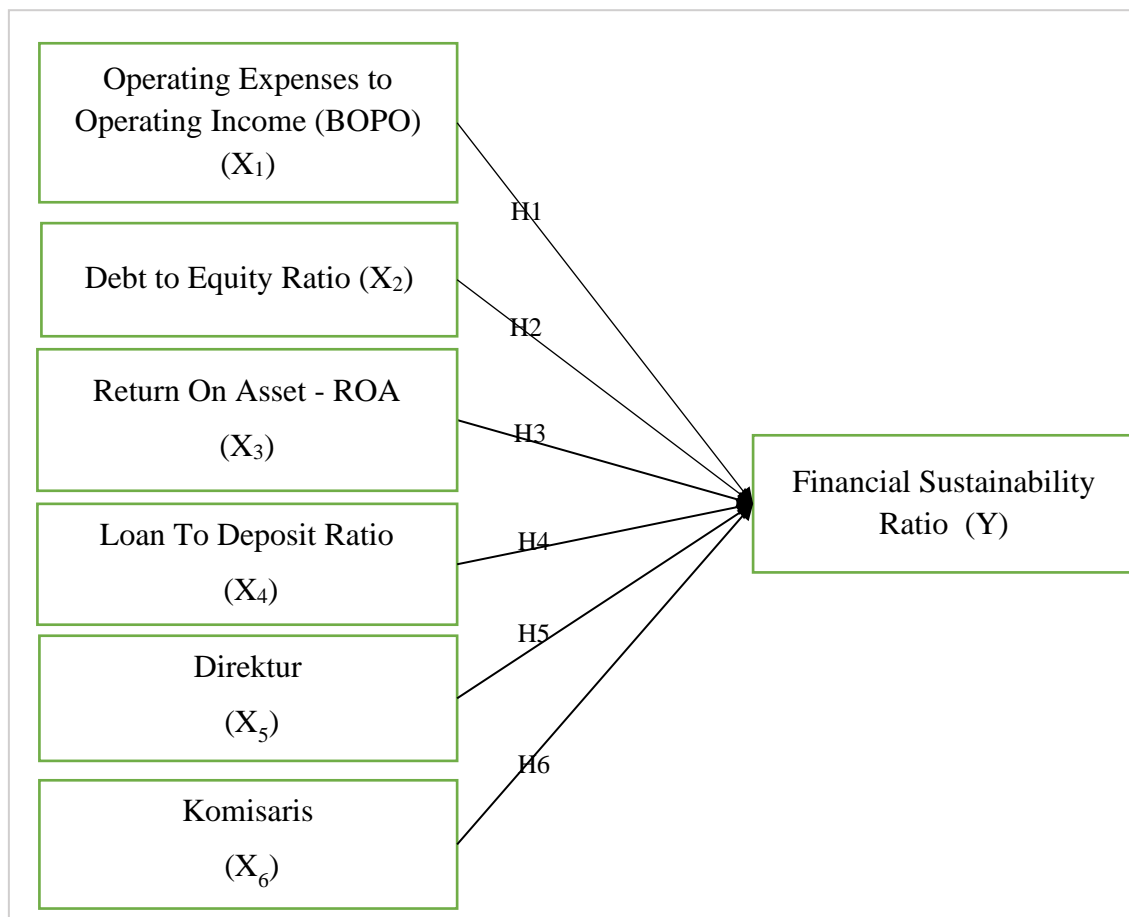 Operating Expenses to
Operating Income (BOPO)
(X₁)
H1
Debt to Equity Ratio (X₂)
H2
Return On Asset - ROA
(X₃)
H3
Financial Sustainability
Ratio (Y)
Loan To Deposit Ratio
(X₄)
H4
Direktur
(X₅)
H5
Komisaris
(X₆)
H6